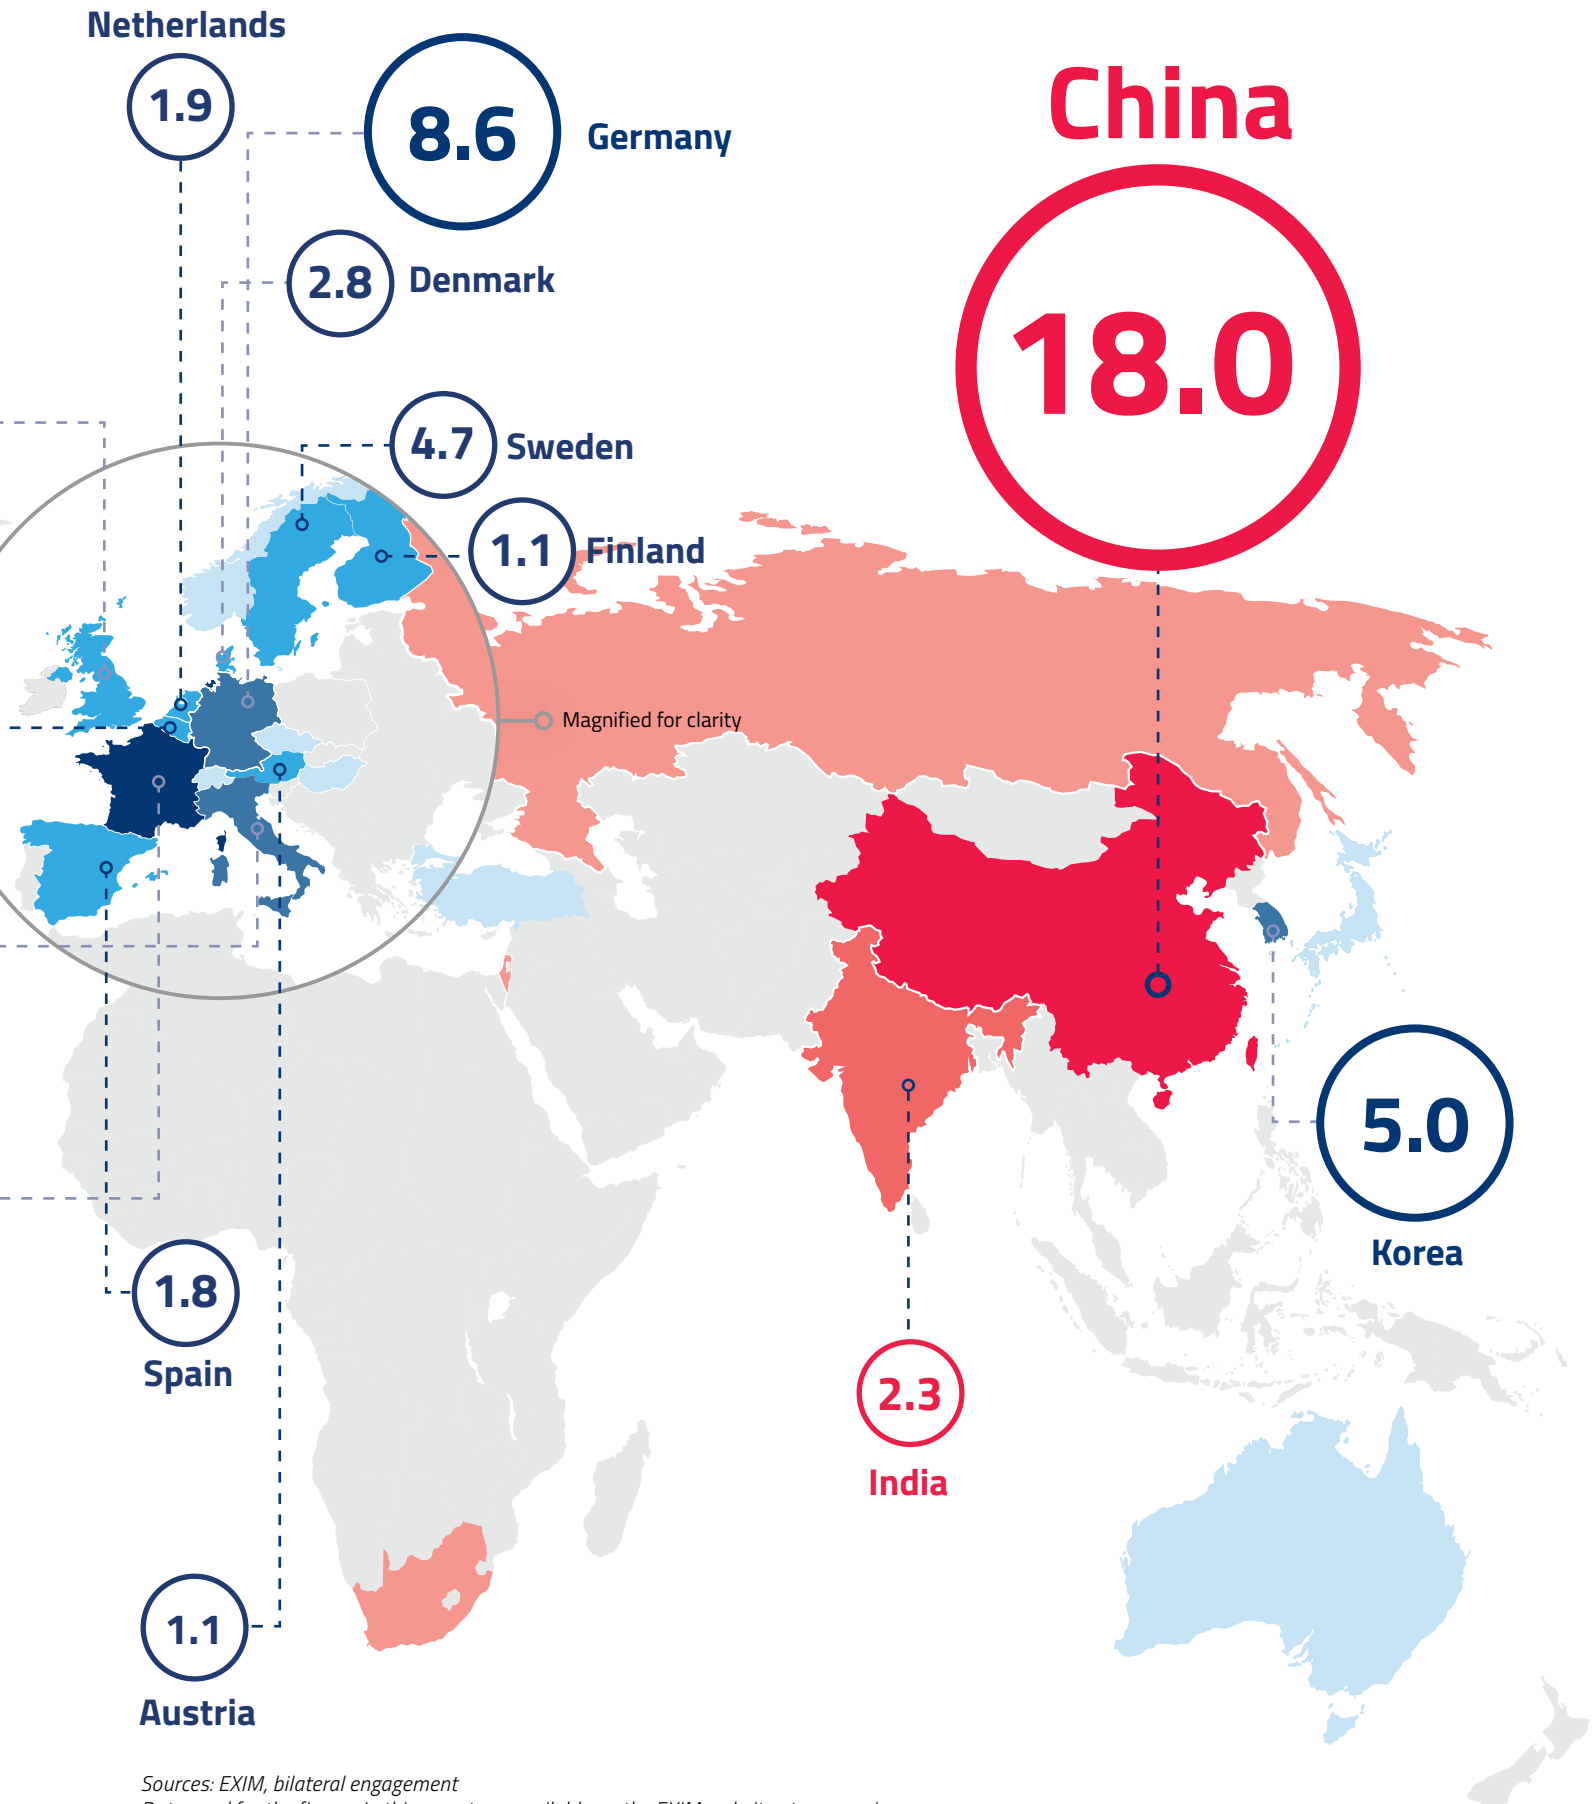 Netherlands
1.9
8.6
Germany
China
18.0
2.8
Denmark
4.7
Sweden
1.1
Finland
Magnified for clarity
5.0
Korea
1.8
Spain
2.3
India
1.1
Austria
Sources: EXIM, bilateral engagement